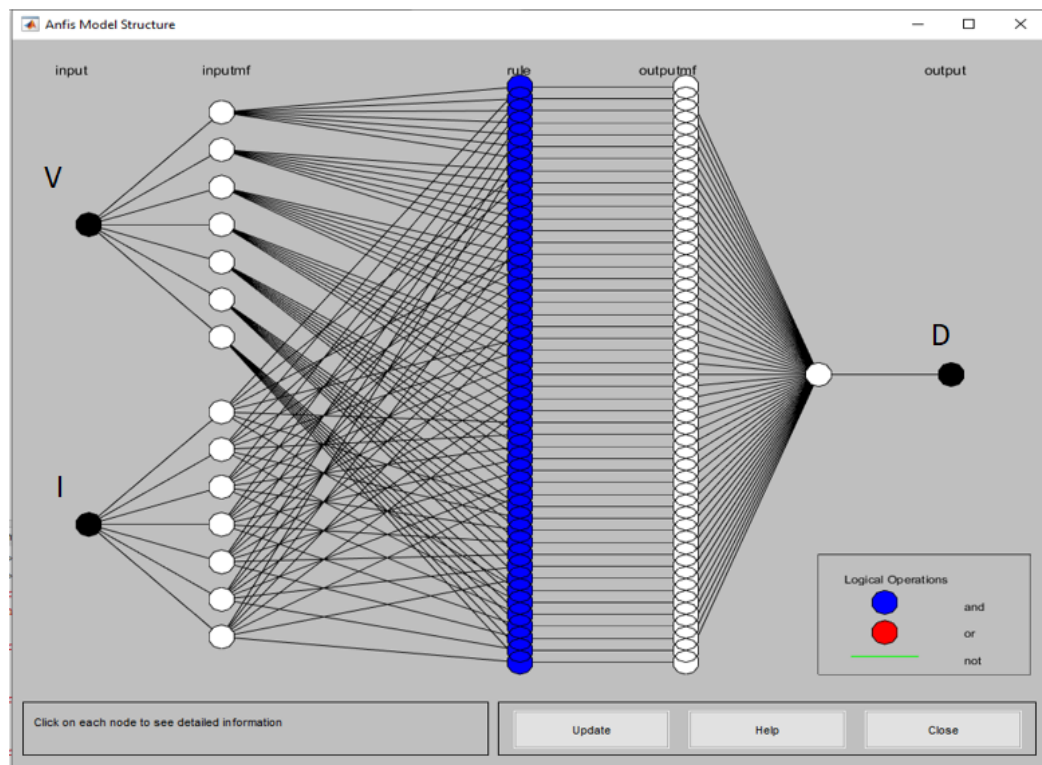 Anfis Model Structure
input inputmf rule outputmf output
V
D
I
Logical Operations
and
or
not
Click on each node to see detailed information
Update Help Close